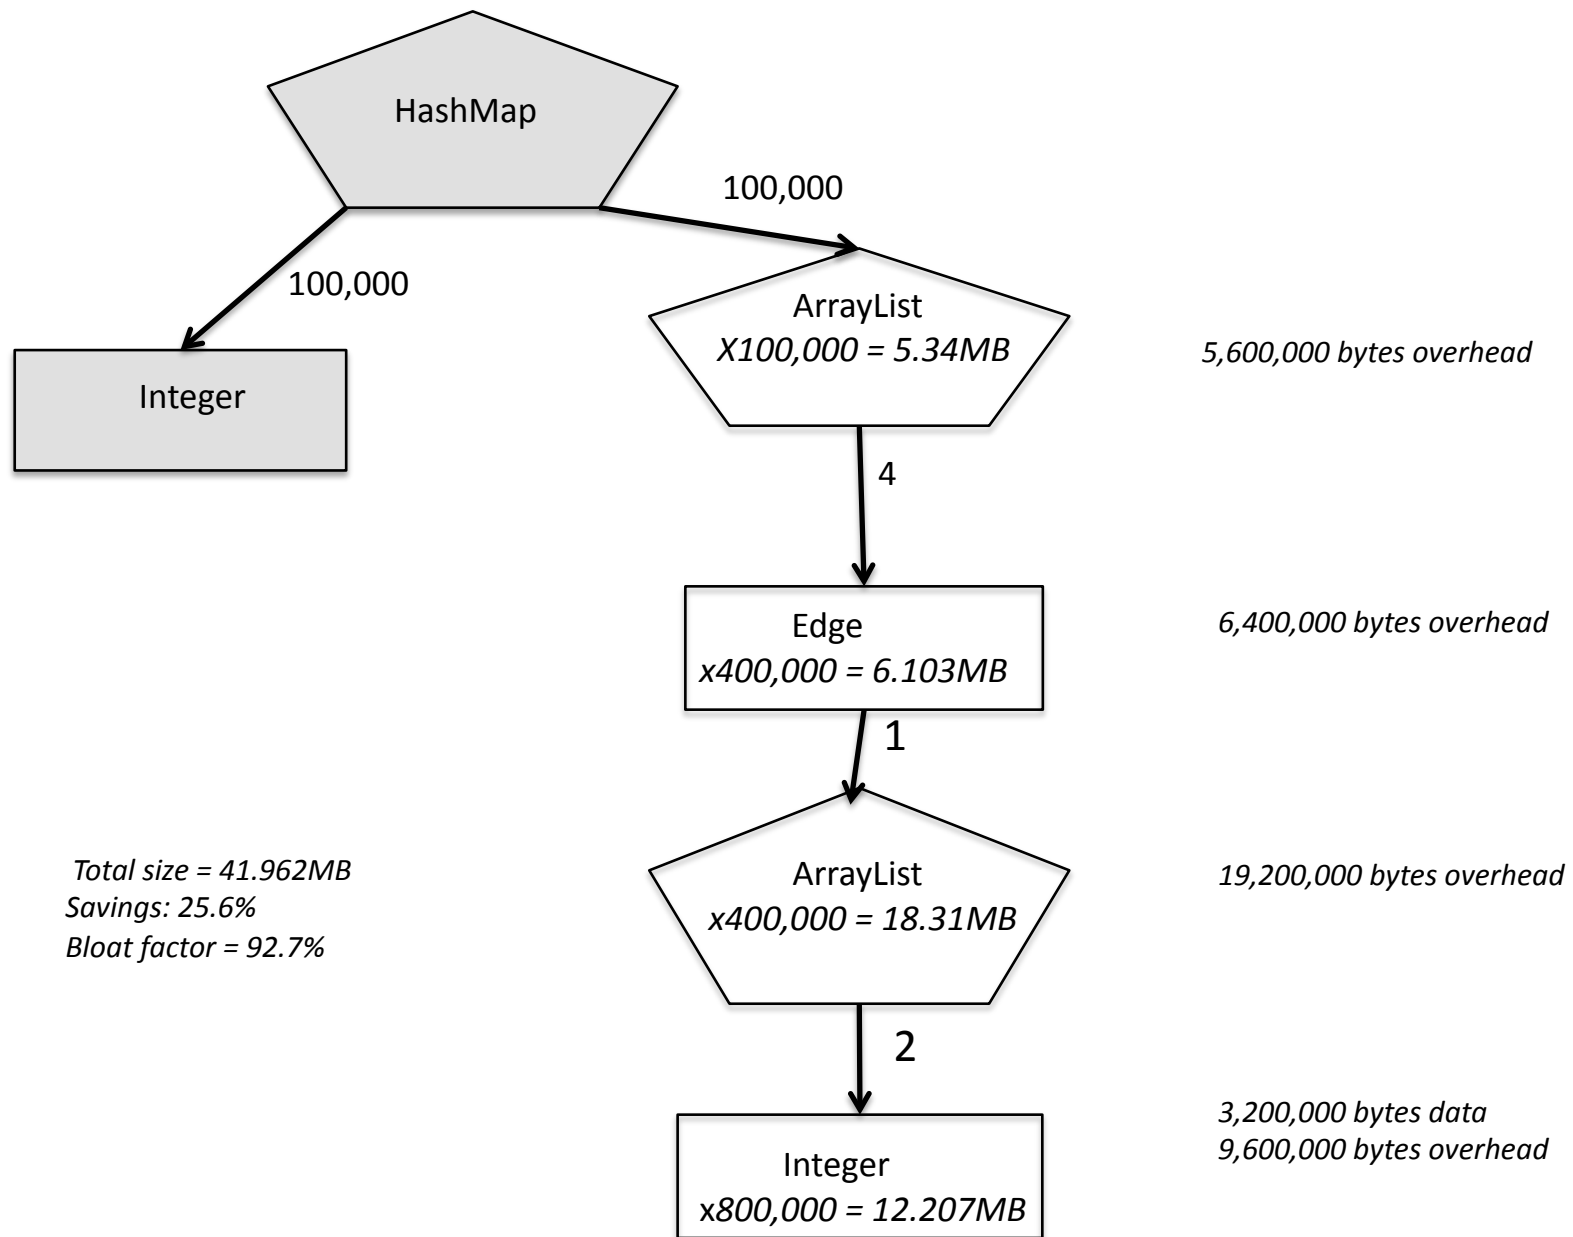 HashMap
100,000
100,000
ArrayList
X100,000 = 5.34MB
5,600,000 bytes overhead
Integer
4
Edge
x400,000 = 6.103MB
6,400,000 bytes overhead
1
Total size = 41.962MB
Savings: 25.6%
Bloat factor = 92.7%
ArrayList
x400,000 = 18.31MB
19,200,000 bytes overhead
2
Integer
x800,000 = 12.207MB
3,200,000 bytes data
9,600,000 bytes overhead